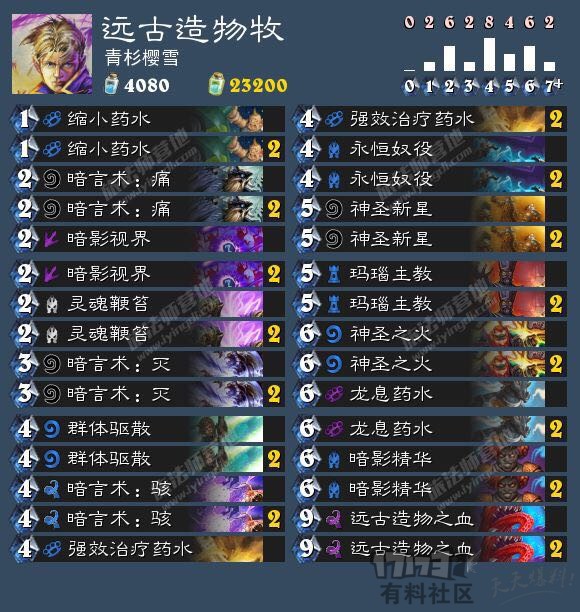 远古造物牧
青杉樱雪
4080 23200
0 2 6 2 8 4 6 2
0 1 2 3 4 5 6 7+
1 缩小药水
1 缩小药水 2
2 暗言术：痛
2 暗言术：痛 2
2 暗影视界
2 暗影视界 2
2 灵魂鞭笞
2 灵魂鞭笞 2
3 暗言术：灭
3 暗言术：灭 2
4 群体驱散
4 群体驱散 2
4 暗言术：骇
4 暗言术：骇 2
4 强效治疗药水
4 强效治疗药水 2
4 永恒奴役
4 永恒奴役 2
5 神圣新星
5 神圣新星 2
5 玛瑙主教
5 玛瑙主教 2
6 神圣之火
6 神圣之火 2
6 龙息药水
6 龙息药水 2
6 暗影精华
6 暗影精华 2
9 远古造物之血
9 远古造物之血 2
17173
有料社区